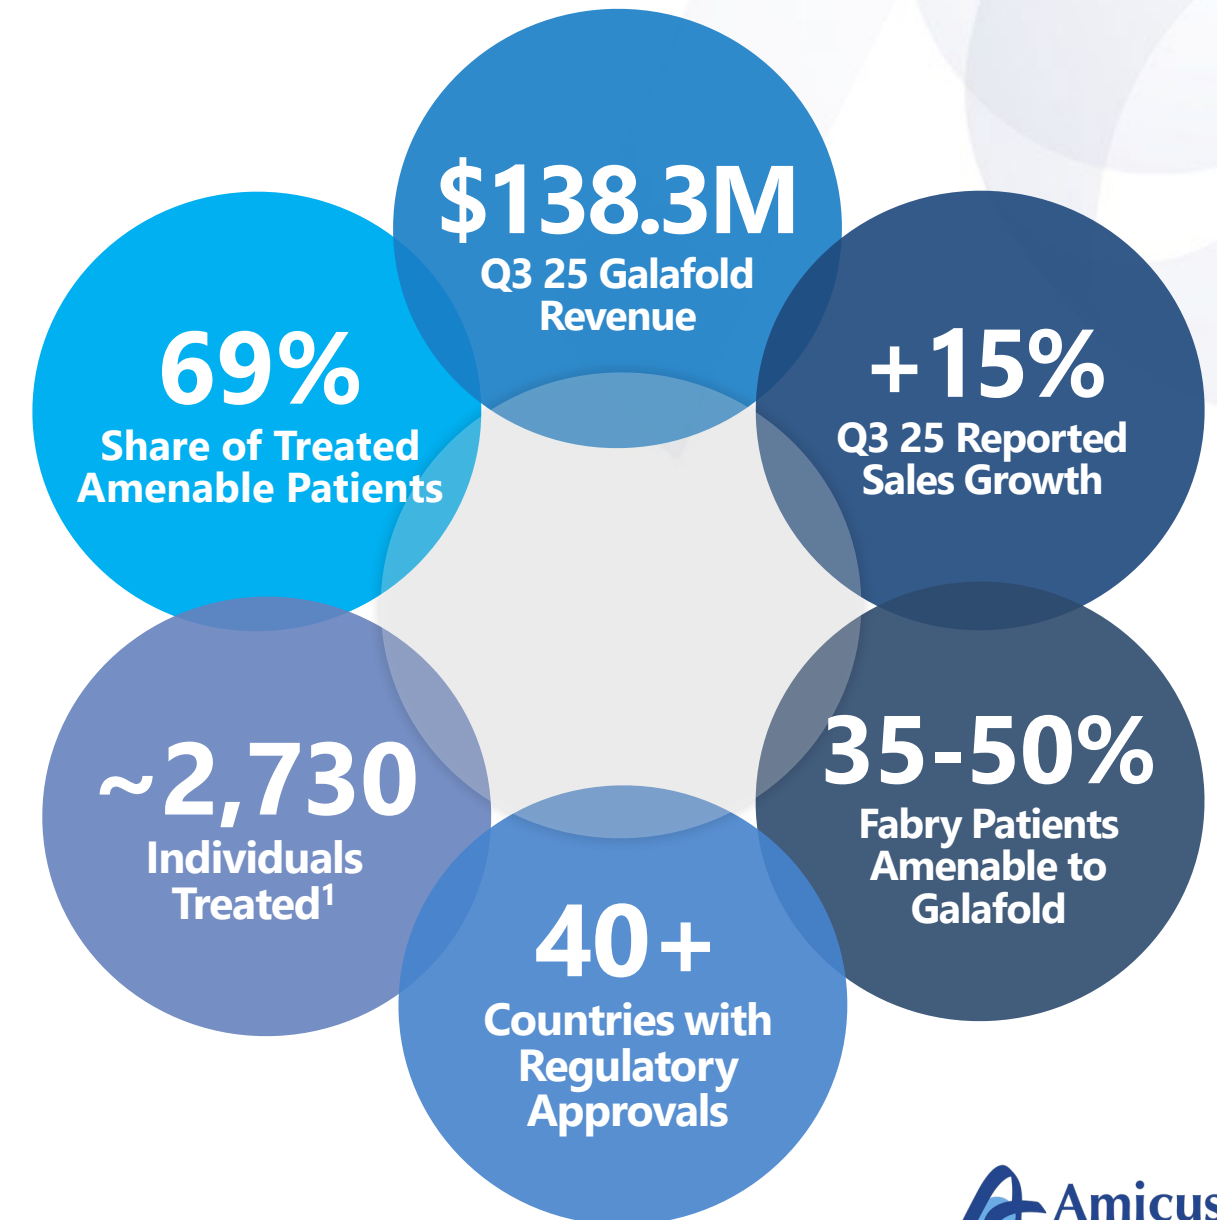 $138.3M
Q3 25 Galafold
Revenue
69%
Share of Treated
Amenable Patients
+15%
Q3 25 Reported
Sales Growth
~2,730
Individuals
Treated¹
35-50%
Fabry Patients
Amenable to
Galafold
40+
Countries with
Regulatory
Approvals
Amicus